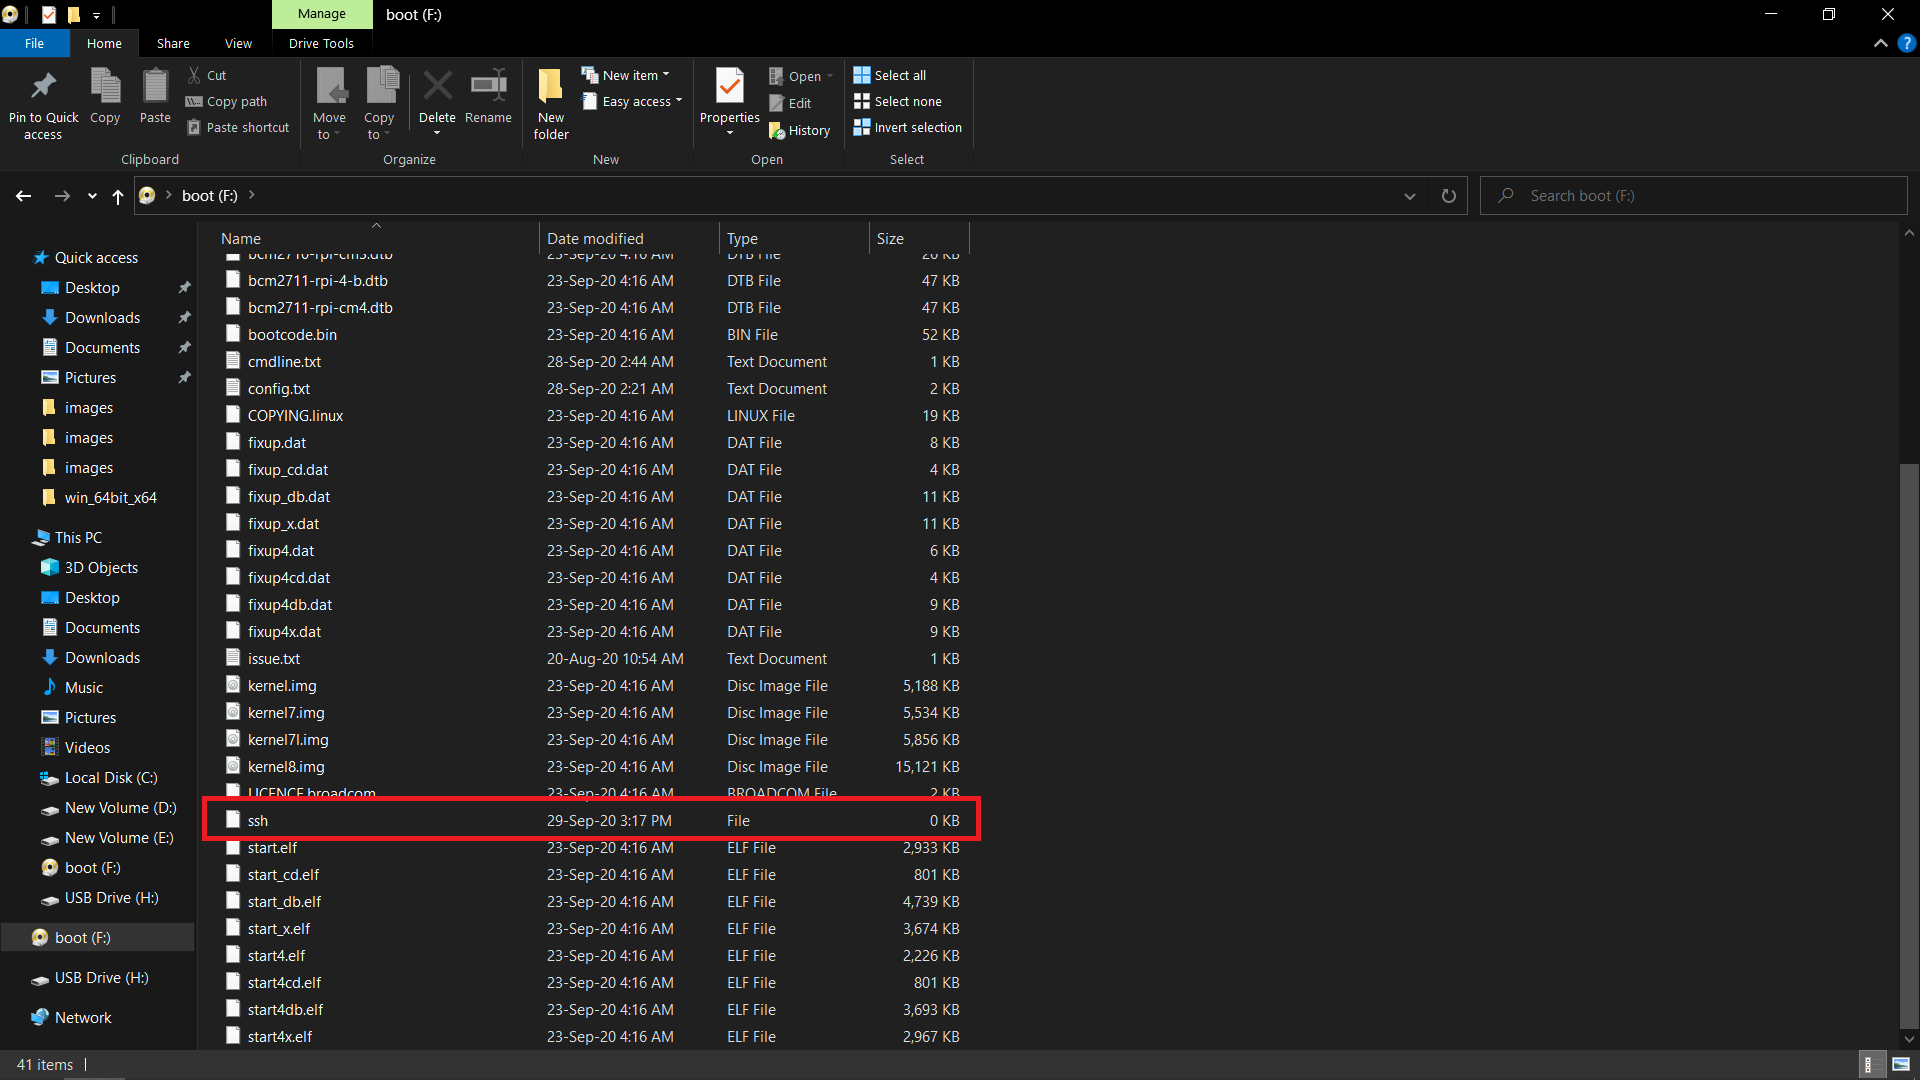 Manage
boot (F:)
File
Home
Share
View
Drive Tools
Pin to Quick access
Copy
Paste
Cut
Copy path
Paste shortcut
Clipboard
Move to
Copy to
Delete
Rename
Organize
New folder
New item
Easy access
New
Properties
Open
Edit
History
Open
Select all
Select none
Invert selection
Select
boot (F:)
Search boot (F:)
Quick access
Desktop
Downloads
Documents
Pictures
images
images
images
win_64bit_x64
This PC
3D Objects
Desktop
Documents
Downloads
Music
Pictures
Videos
Local Disk (C:)
New Volume (D:)
New Volume (E:)
boot (F:)
USB Drive (H:)
boot (F:)
USB Drive (H:)
Network
Name Date modified Type Size
bcm2710-rpi-cm3.dtb 23-Sep-20 4:16 AM DTB File 26 KB
bcm2711-rpi-4-b.dtb 23-Sep-20 4:16 AM DTB File 47 KB
bcm2711-rpi-cm4.dtb 23-Sep-20 4:16 AM DTB File 47 KB
bootcode.bin 23-Sep-20 4:16 AM BIN File 52 KB
cmdline.txt 28-Sep-20 2:44 AM Text Document 1 KB
config.txt 28-Sep-20 2:21 AM Text Document 2 KB
COPYING.linux 23-Sep-20 4:16 AM LINUX File 19 KB
fixup.dat 23-Sep-20 4:16 AM DAT File 8 KB
fixup_cd.dat 23-Sep-20 4:16 AM DAT File 4 KB
fixup_db.dat 23-Sep-20 4:16 AM DAT File 11 KB
fixup_x.dat 23-Sep-20 4:16 AM DAT File 11 KB
fixup4.dat 23-Sep-20 4:16 AM DAT File 6 KB
fixup4cd.dat 23-Sep-20 4:16 AM DAT File 4 KB
fixup4db.dat 23-Sep-20 4:16 AM DAT File 9 KB
fixup4x.dat 23-Sep-20 4:16 AM DAT File 9 KB
issue.txt 20-Aug-20 10:54 AM Text Document 1 KB
kernel.img 23-Sep-20 4:16 AM Disc Image File 5,188 KB
kernel7.img 23-Sep-20 4:16 AM Disc Image File 5,534 KB
kernel7l.img 23-Sep-20 4:16 AM Disc Image File 5,856 KB
kernel8.img 23-Sep-20 4:16 AM Disc Image File 15,121 KB
LICENCE.broadcom 23-Sep-20 4:16 AM BROADCOM File 2 KB
ssh 29-Sep-20 3:17 PM File 0 KB
start.elf 23-Sep-20 4:16 AM ELF File 2,933 KB
start_cd.elf 23-Sep-20 4:16 AM ELF File 801 KB
start_db.elf 23-Sep-20 4:16 AM ELF File 4,739 KB
start_x.elf 23-Sep-20 4:16 AM ELF File 3,674 KB
start4.elf 23-Sep-20 4:16 AM ELF File 2,226 KB
start4cd.elf 23-Sep-20 4:16 AM ELF File 801 KB
start4db.elf 23-Sep-20 4:16 AM ELF File 3,693 KB
start4x.elf 23-Sep-20 4:16 AM ELF File 2,967 KB
41 items